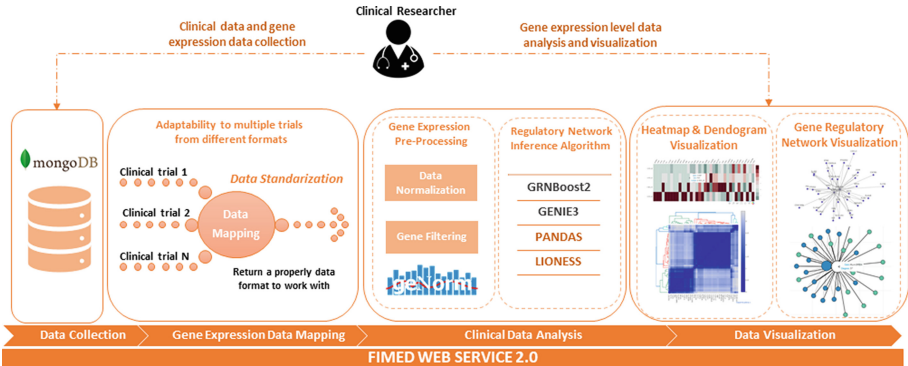 Clinical Researcher
Clinical data and gene
expression data collection
Gene expression level data
analysis and visualization
mongoDB
Adaptability to multiple trials
from different formats
Clinical trial 1
Data Standarization
Clinical trial 2
Data
Mapping
Clinical trial N
Return a properly data
format to work with
Gene Expression
Pre-Processing
Data
Normalization
Gene Filtering
geNorm
Regulatory Network
Inference Algorithm
GRNBoost2
GENIE3
PANDAS
LIONESS
Heatmap & Dendogram
Visualization
Gene Regulatory
Network Visualization
Data Collection
Gene Expression Data Mapping
Clinical Data Analysis
Data Visualization
FIMED WEB SERVICE 2.0